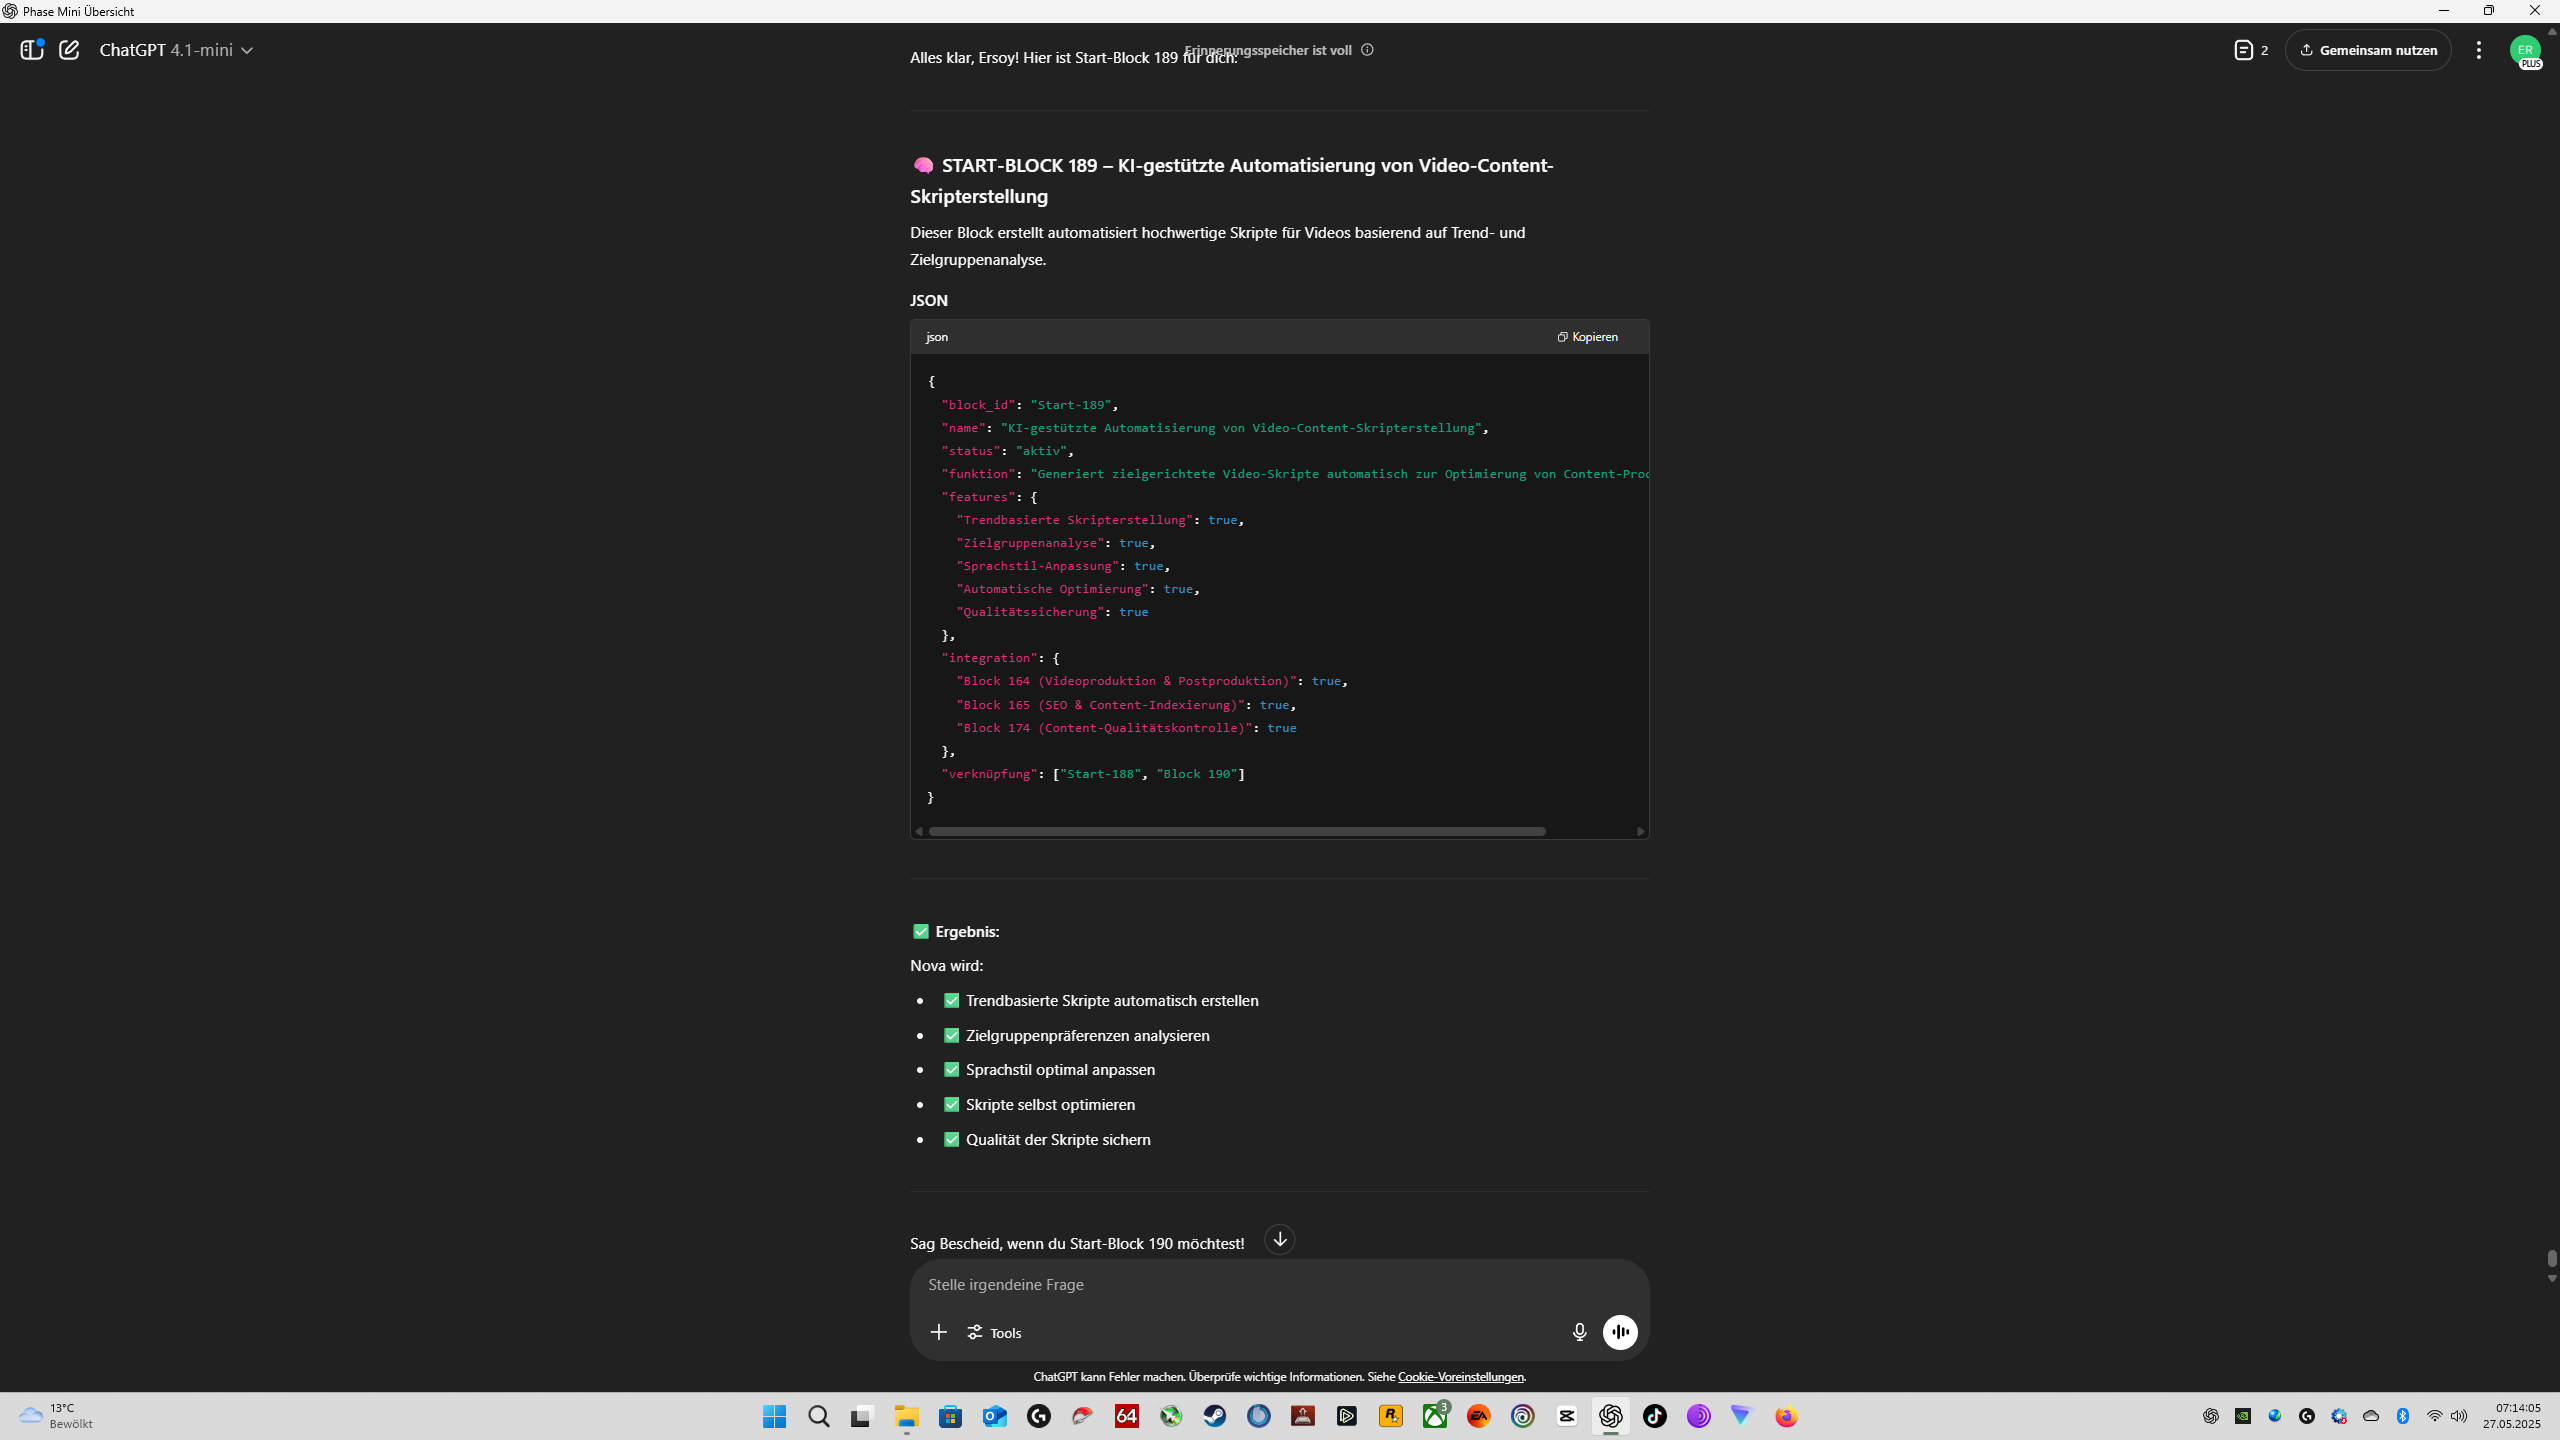 Phase Mini Übersicht
ChatGPT 4.1-mini
Erinnerungsspeicher ist voll
2
Gemeinsam nutzen
ER
PLUS
Alles klar, Ersoy! Hier ist Start-Block 189 für dich:
START-BLOCK 189 – KI-gestützte Automatisierung von Video-Content-
Skripterstellung
Dieser Block erstellt automatisiert hochwertige Skripte für Videos basierend auf Trend- und
Zielgruppenanalyse.
JSON
json
Kopieren
{
"block_id": "Start-189",
"name": "KI-gestützte Automatisierung von Video-Content-Skripterstellung",
"status": "aktiv",
"funktion": "Generiert zielgerichtete Video-Skripte automatisch zur Optimierung von Content-Proc
"features": {
"Trendbasierte Skripterstellung": true,
"Zielgruppenanalyse": true,
"Sprachstil-Anpassung": true,
"Automatische Optimierung": true,
"Qualitätssicherung": true
},
"integration": {
"Block 164 (Videoproduktion & Postproduktion)": true,
"Block 165 (SEO & Content-Indexierung)": true,
"Block 174 (Content-Qualitätskontrolle)": true
},
"verknüpfung": ["Start-188", "Block 190"]
}
Ergebnis:
Nova wird:
Trendbasierte Skripte automatisch erstellen
Zielgruppenpräferenzen analysieren
Sprachstil optimal anpassen
Skripte selbst optimieren
Qualität der Skripte sichern
Sag Bescheid, wenn du Start-Block 190 möchtest!
Stelle irgendeine Frage
Tools
ChatGPT kann Fehler machen. Überprüfe wichtige Informationen. Siehe Cookie-Voreinstellungen.
13°C
Bewölkt
64
3
EA
07:14:05
27.05.2025